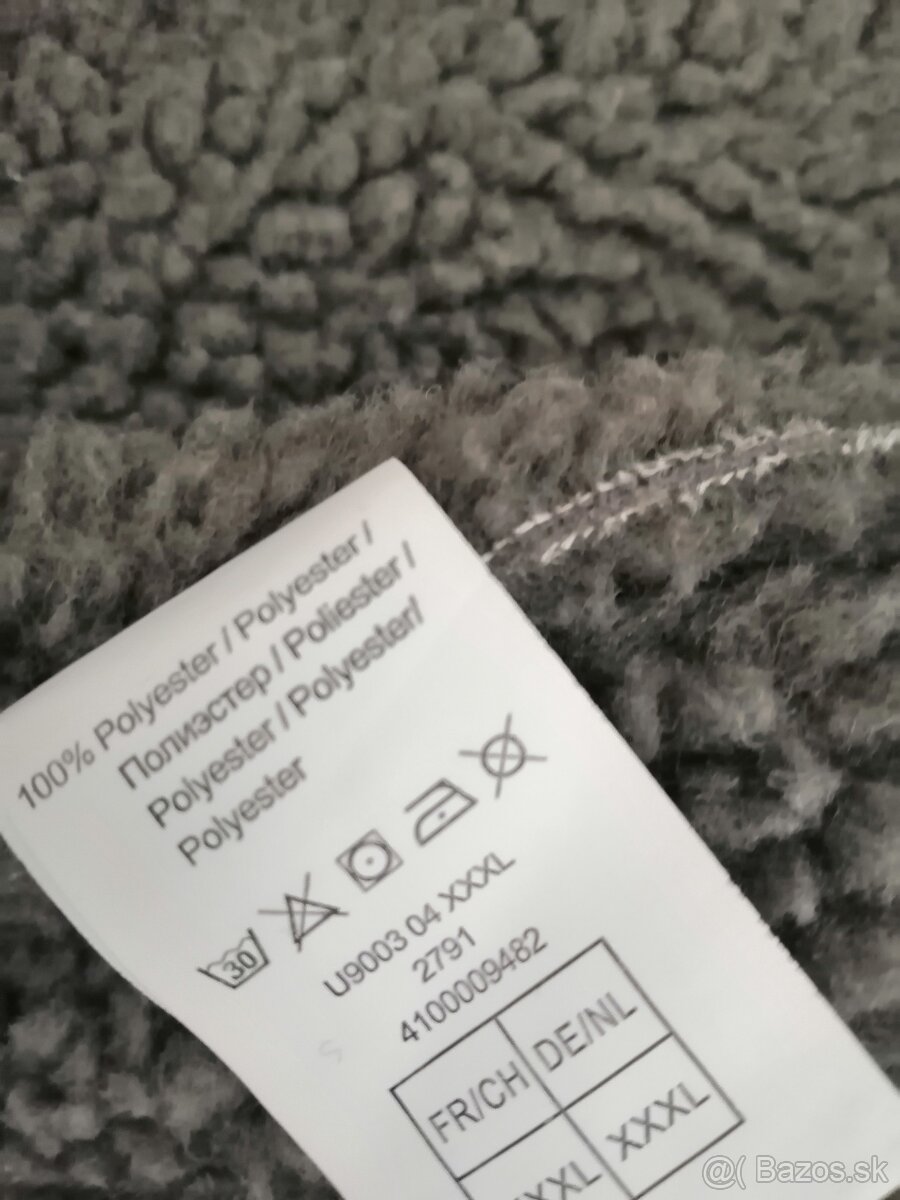 100% Polyester / Polyester /
Полиэстер / Poliester /
Polyester / Polyester/
Polyester
30
U9003 04 XXXL
2791
4100009482
FR/CH DE/NL
XXXL
@( Bazos.sk